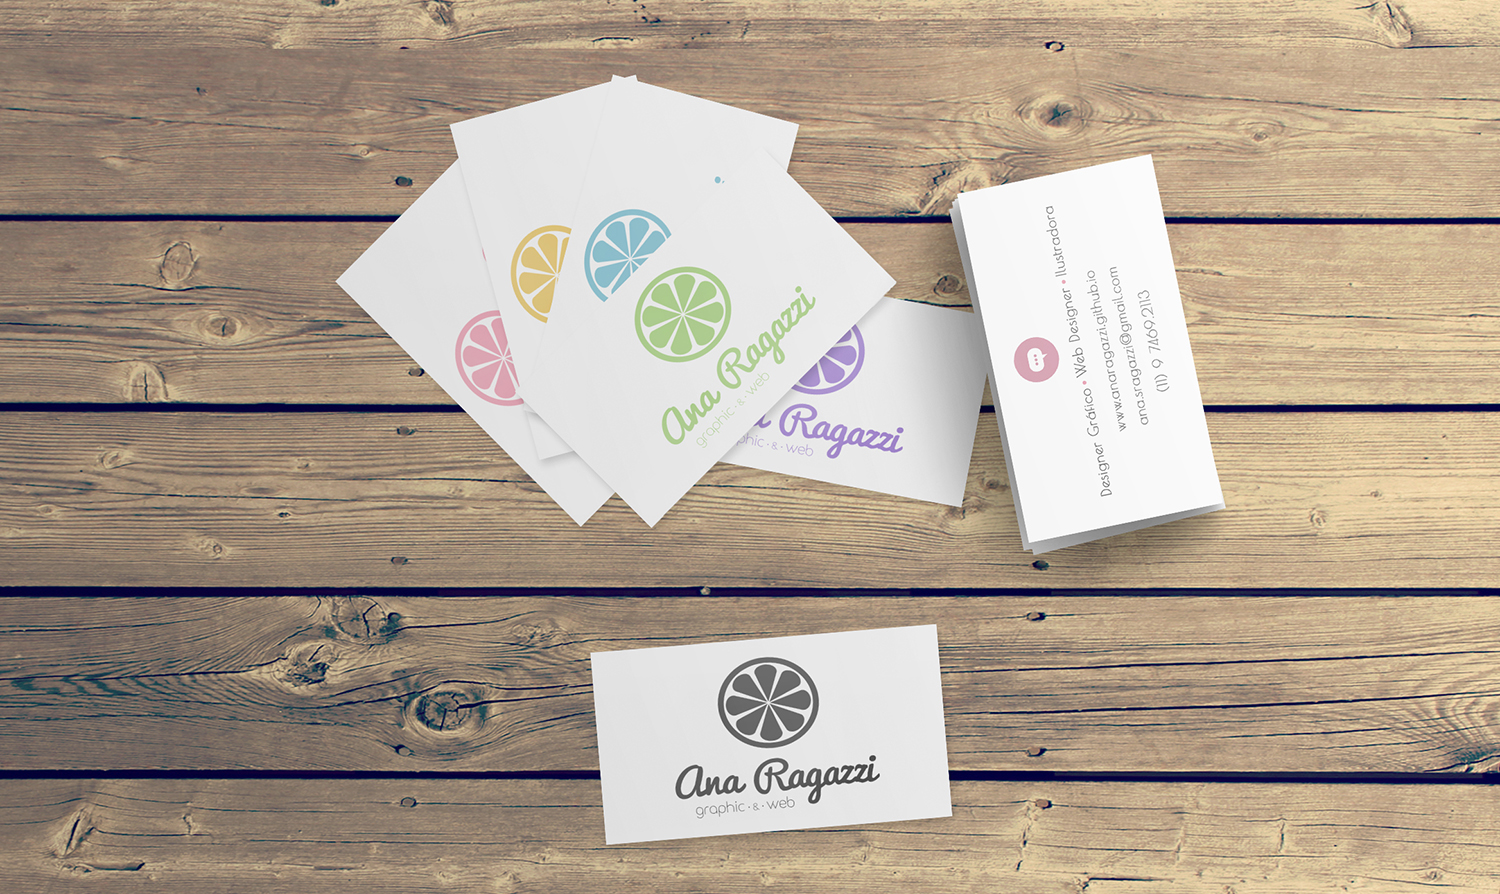 Ana Ragazzi
graphic · & · web
Ragazzi
· & · web
Designer Gráfico • Web Designer • Ilustradora
www.anaragazzi.github.io
ana.sragazzi@gmail.com
(11) 9 7469.2113
Ana Ragazzi
graphic · & · web